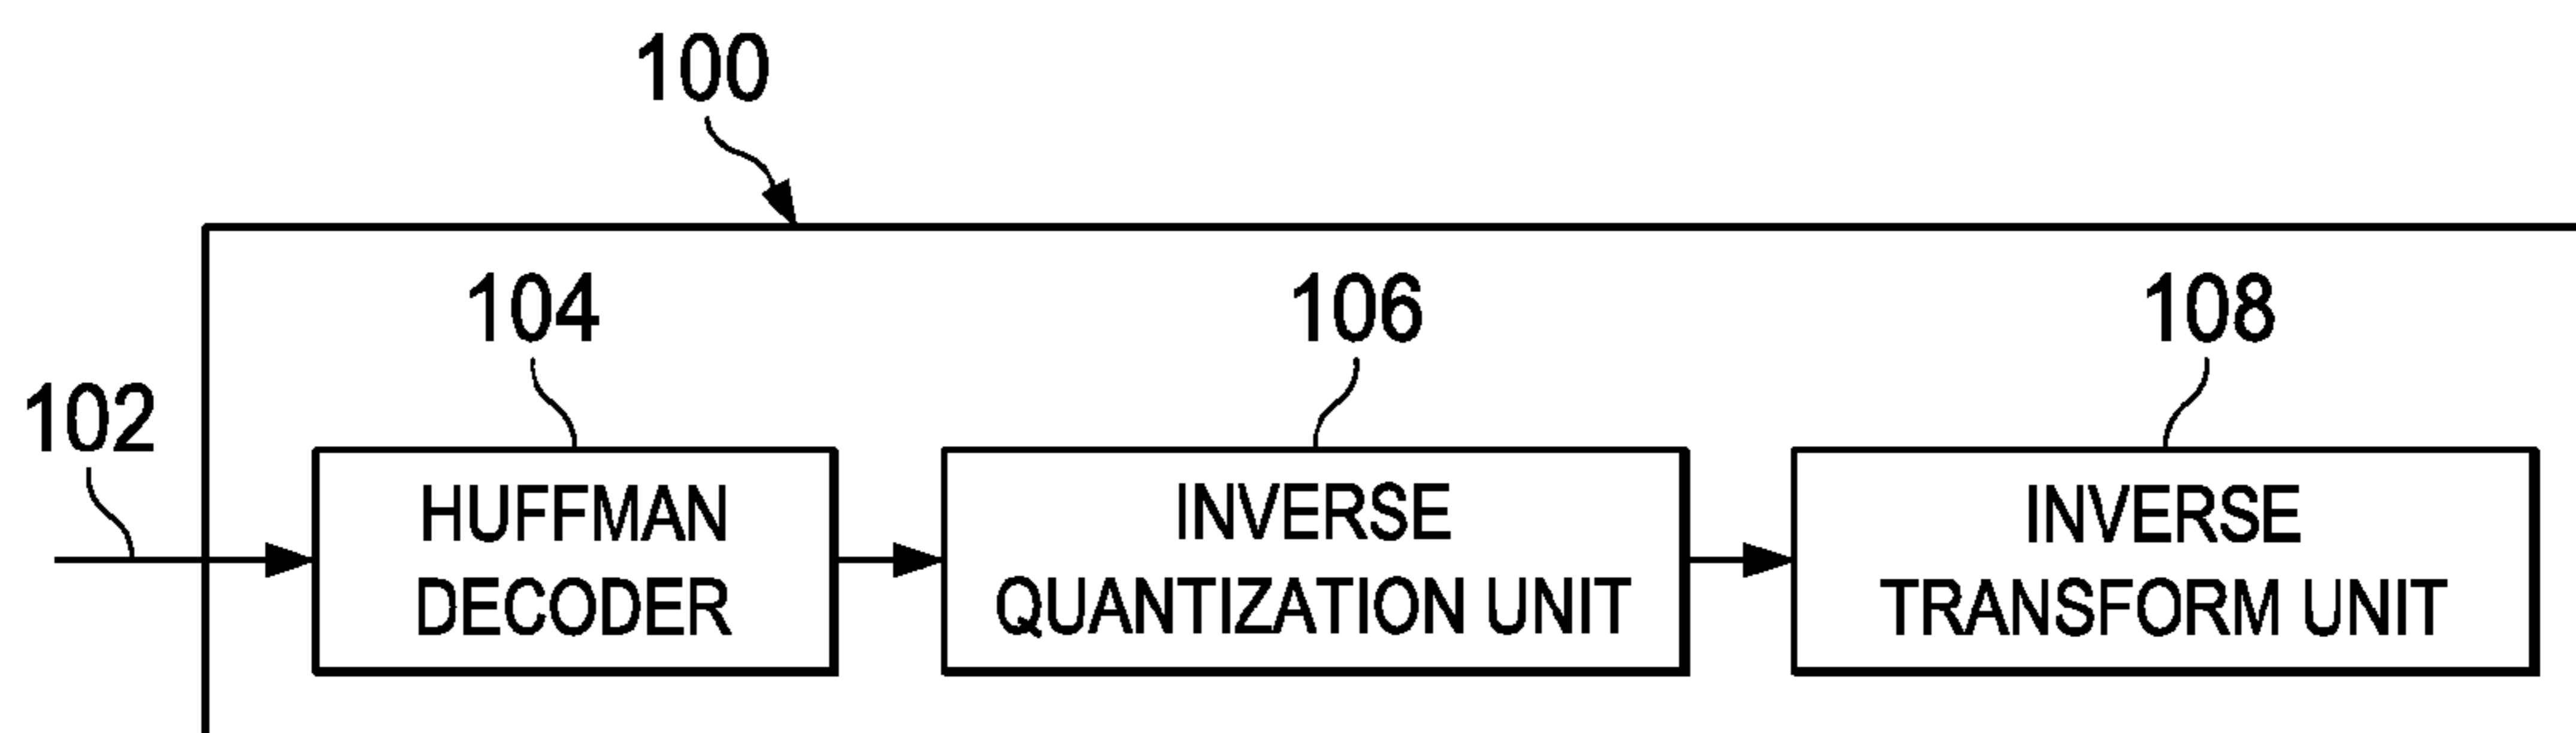 100
104
106
108
102
HUFFMAN
DECODER
INVERSE
QUANTIZATION UNIT
INVERSE
TRANSFORM UNIT